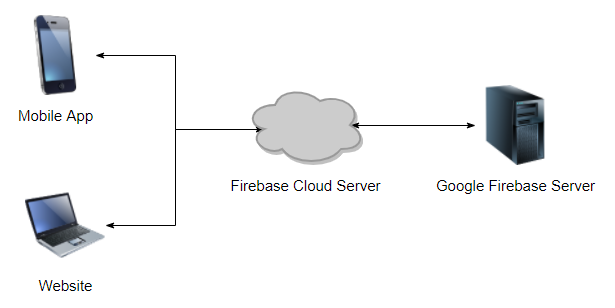 Mobile App
Firebase Cloud Server
Google Firebase Server
Website